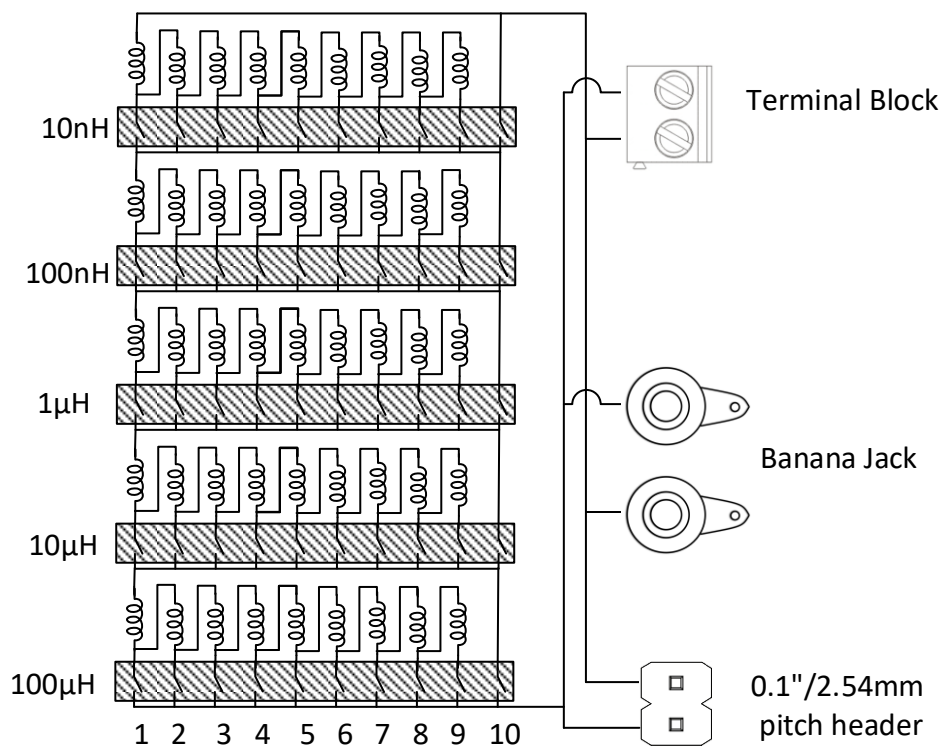 10nH
100nH
1µH
10µH
100µH
1 2 3 4 5 6 7 8 9 10
Terminal Block
Banana Jack
0.1"/2.54mm
pitch header